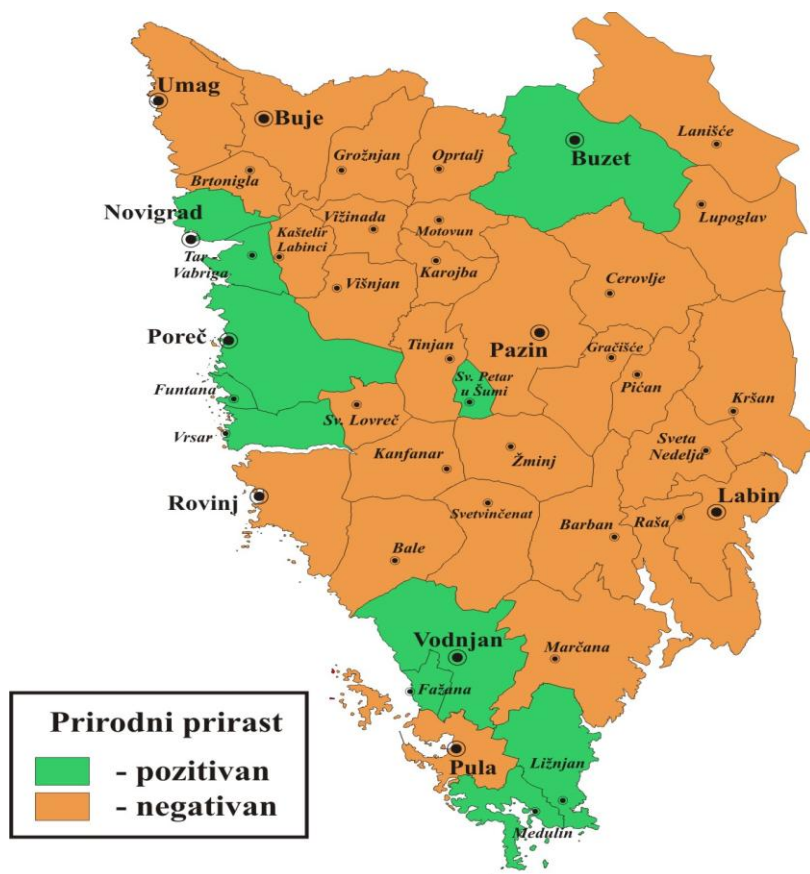 Umag
Buje
Buzet
Lanišće
Grožnjan
Oprtalj
Brtonigla
Lupoglav
Novigrad
Vižinada
Motovun
Kaštelir
Labinci
Tar -
Vabriga
Karojba
Višnjan
Cerovlje
Poreč
Pazin
Tinjan
Gračišće
Sv. Petar
u Šumi
Pićan
Funtana
Kršan
Sv. Lovreč
Vrsar
Sveta
Nedelja
Kanfanar
Žminj
Rovinj
Labin
Svetvinčenat
Barban
Raša
Bale
Vodnjan
Marčana
Fažana
Prirodni prirast
- pozitivan
- negativan
Pula
Ližnjan
Medulin